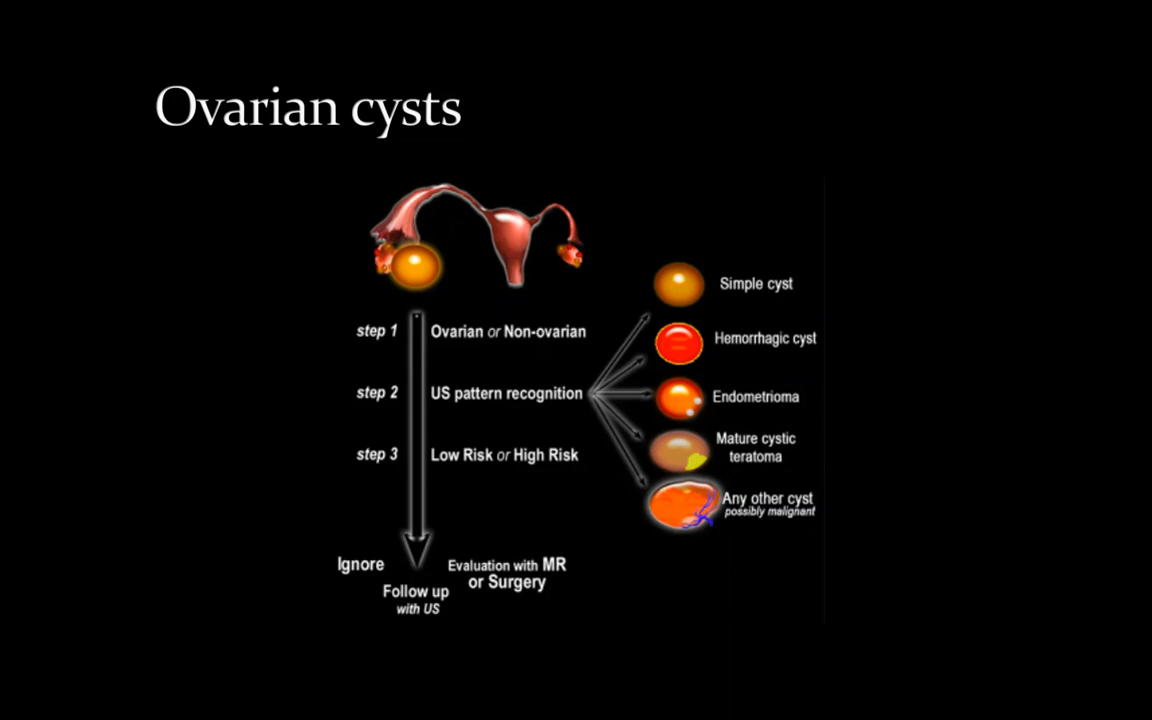 Ovarian cysts
step 1 Ovarian or Non-ovarian
step 2 US pattern recognition
step 3 Low Risk or High Risk
Ignore
Follow up
with US
Evaluation with MR
or Surgery
Simple cyst
Hemorrhagic cyst
Endometrioma
Mature cystic
teratoma
Any other cyst
possibly malignant